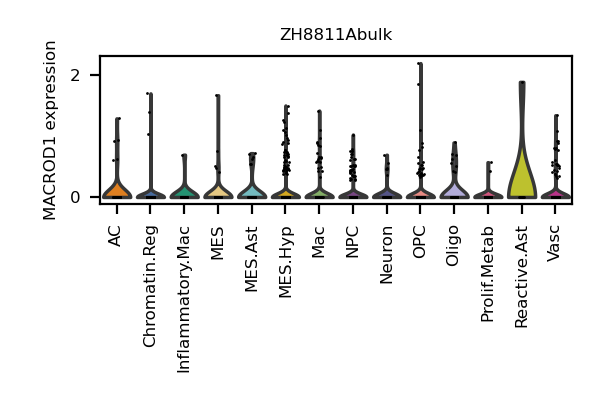 ZH8811Abulk
MACROD1 expression
2
0
AC
Chromatin.Reg
Inflammatory.Mac
MES
MES.Ast
MES.Hyp
Mac
NPC
Neuron
OPC
Oligo
Prolif.Metab
Reactive.Ast
Vasc